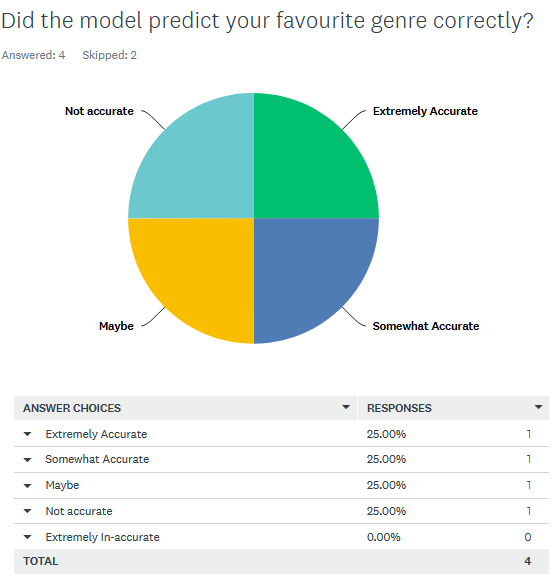 Did the model predict your favourite genre correctly?
Answered: 4 Skipped: 2
Not accurate Extremely Accurate
Maybe Somewhat Accurate
ANSWER CHOICES RESPONSES
Extremely Accurate 25.00% 1
Somewhat Accurate 25.00% 1
Maybe 25.00% 1
Not accurate 25.00% 1
Extremely In-accurate 0.00% 0
TOTAL 4